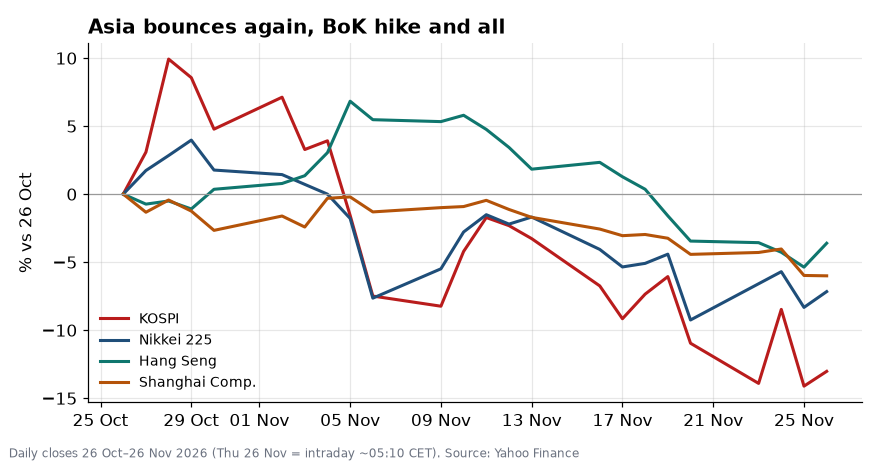 Asia bounces again, BoK hike and all
% vs 26 Oct
10
5
0
−5
−10
−15
KOSPI
Nikkei 225
Hang Seng
Shanghai Comp.
25 Oct 29 Oct 01 Nov 05 Nov 09 Nov 13 Nov 17 Nov 21 Nov 25 Nov
Daily closes 26 Oct–26 Nov 2026 (Thu 26 Nov = intraday ~05:10 CET). Source: Yahoo Finance